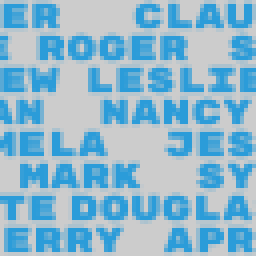 ER CLAU
E ROGER S
EW LESLIE
AN NANCY
MELA JES
MARK SY
TE DOUGLA
ERRY APR